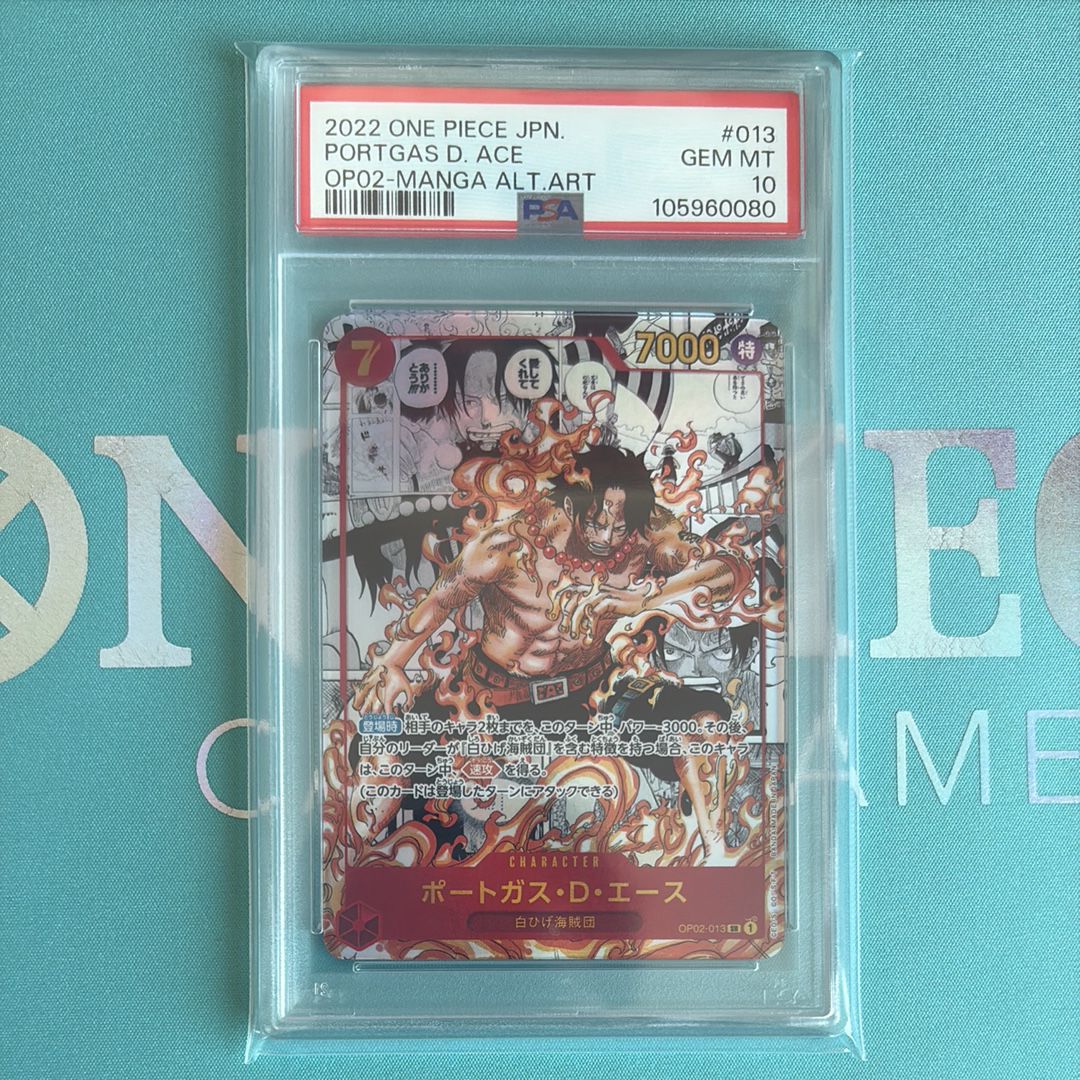 2022 ONE PIECE JPN.
#013
PORTGAS D. ACE
GEM MT
OP02-MANGA ALT.ART
10
PSA
105960080
7
7000
特
愛して
くれて
………
ありが
とう!!!
ドン
登場時 相手のキャラ2枚までを、このターン中、パワー-3000。その後、
自分のリーダーが『白ひげ海賊団』を含む特徴を持つ場合、このキャラ
は、このターン中、速攻を得る。
(このカードは登場したターンにアタックできる)
CHARACTER
ポートガス・D・エース
白ひげ海賊団
OP02-013 SR 1
ON
EC
AME